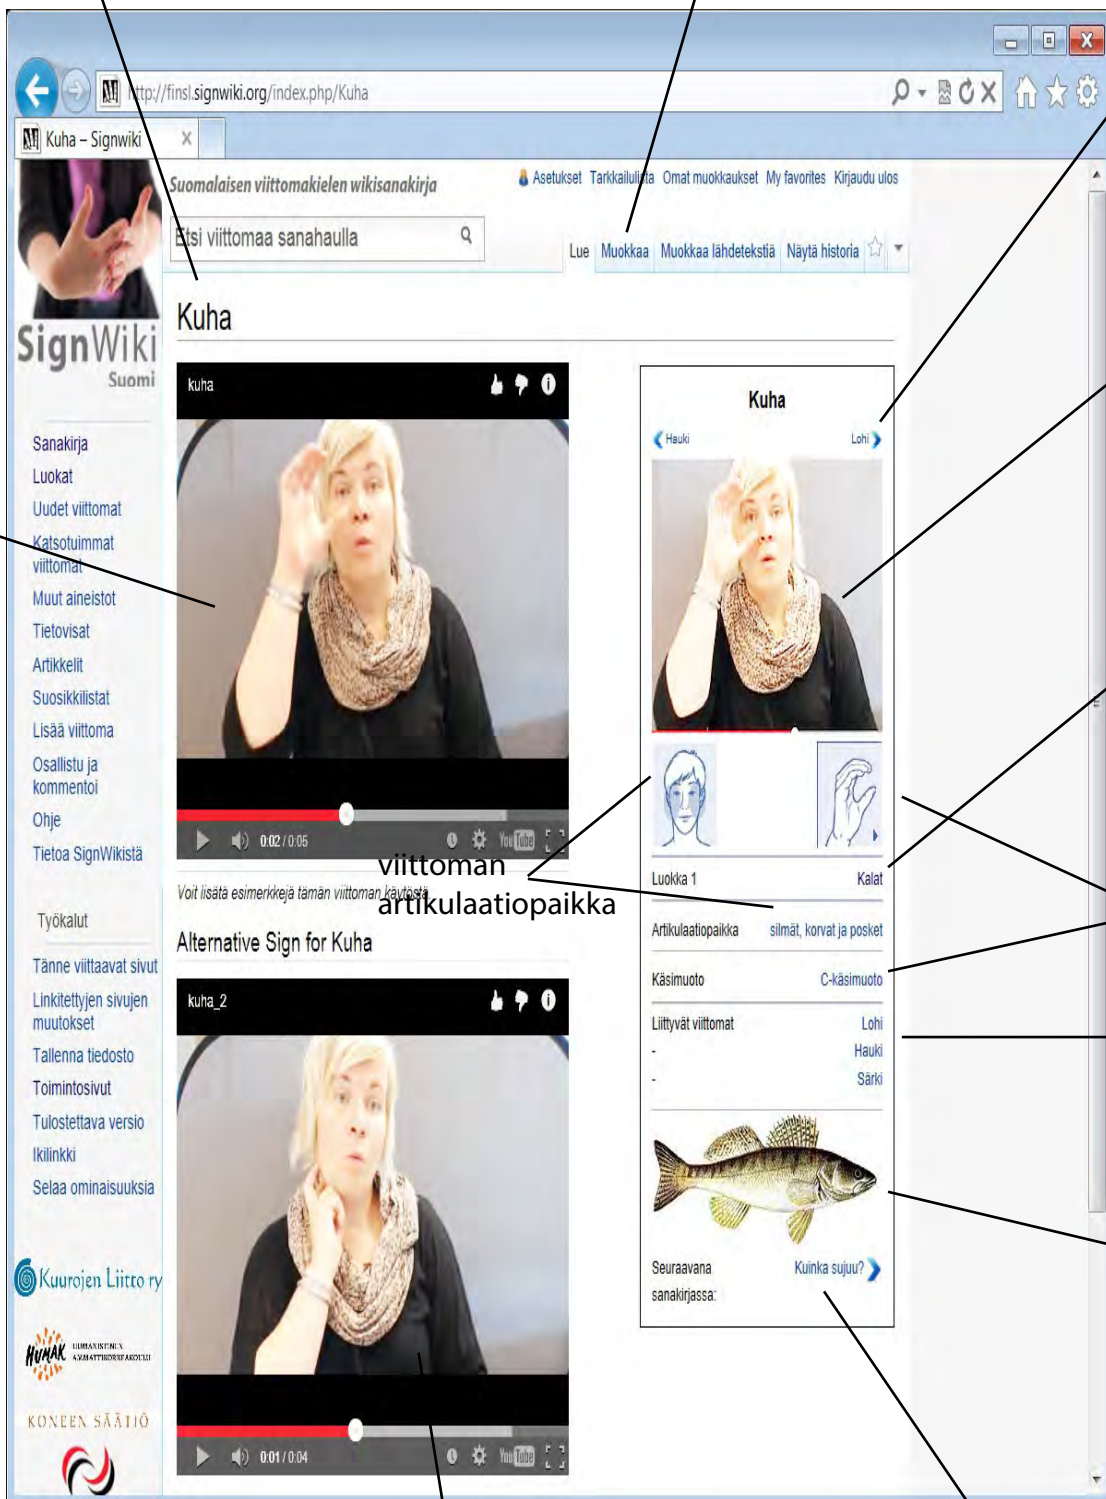 http://finsl.signwiki.org/index.php/Kuha
Kuha – Signwiki
Suomalaisen viittomakielen wikisanakirja
Asetukset Tarkkailulista Omat muokkaukset My favorites Kirjaudu ulos
Etsi viittomaa sanahaulla
Lue Muokkaa Muokkaa lähdetekstiä Näytä historia
SignWiki
Suomi
Sanakirja
Luokat
Uudet viittomat
Katsotuimmat
viittomat
Muut aineistot
Tietovisat
Artikkelit
Suosikkilistat
Lisää viittoma
Osallistu ja
kommentoi
Ohje
Tietoa SignWikistä
Työkalut
Tänne viittaavat sivut
Linkitettyjen sivujen
muutokset
Tallenna tiedosto
Toimintosivut
Tulostettava versio
Ikilinkki
Selaa ominaisuuksia
Kuurojen Liitto ry
HUMAK HUMANISTINEN
AMMATTIKORKEAKOULU
KONEEN SÄÄTIÖ
Kuha
kuha
0:02 / 0:05 YouTube
Voit lisätä esimerkkejä tämän viittoman käytöstä.
viittoman
artikulaatiopaikka
Alternative Sign for Kuha
kuha_2
0:01 / 0:04 YouTube
Kuha
Hauki Lohi
Luokka 1 Kalat
Artikulaatiopaikka silmät, korvat ja posket
Käsimuoto C-käsimuoto
Liittyvät viittomat Lohi
- Hauki
- Särki
Seuraavana Kuinka sujuu?
sanakirjassa: